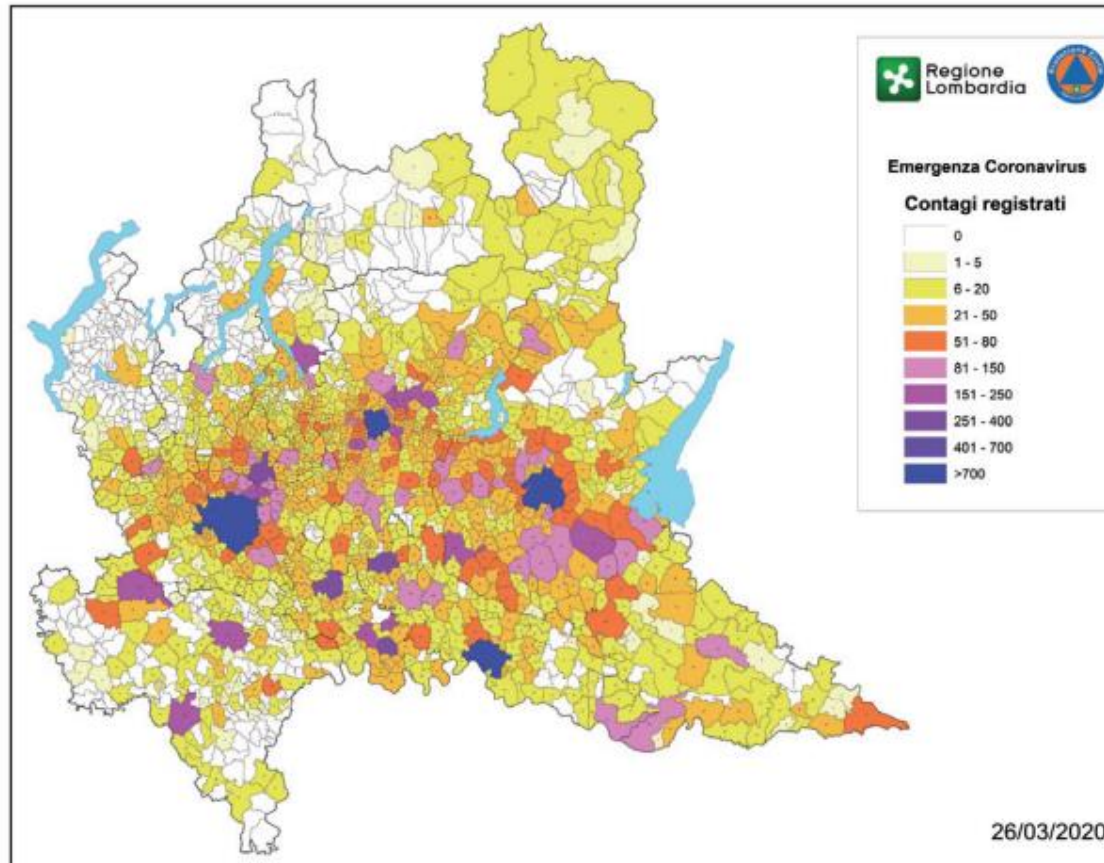 Regione
Lombardia
Emergenza Coronavirus
Contagi registrati
0
1 - 5
6 - 20
21 - 50
51 - 80
81 - 150
151 - 250
251 - 400
401 - 700
>700
26/03/2020